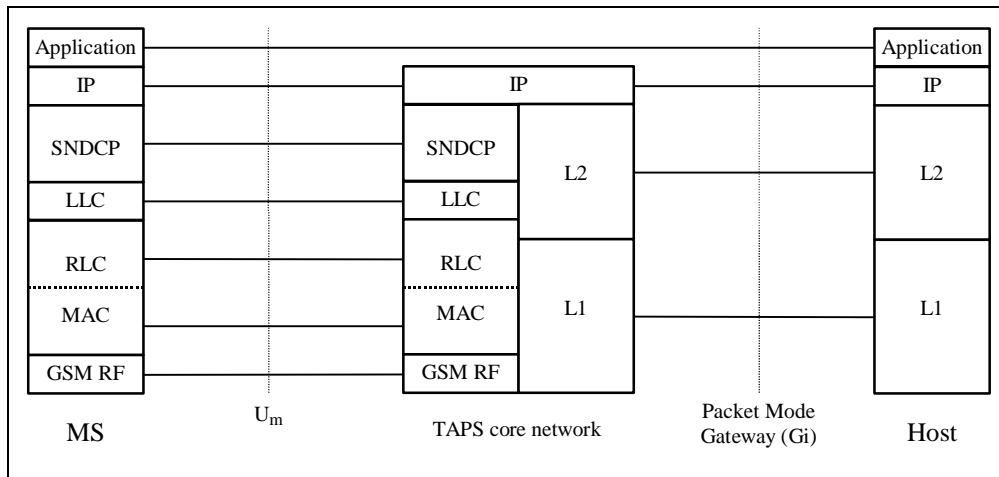 Application
Application
IP
IP
IP
SNDCP
SNDCP
L2
L2
LLC
LLC
RLC
RLC
MAC
MAC
L1
L1
GSM RF
GSM RF
Um
TAPS core network
Packet Mode
Gateway (Gi)
MS
Host